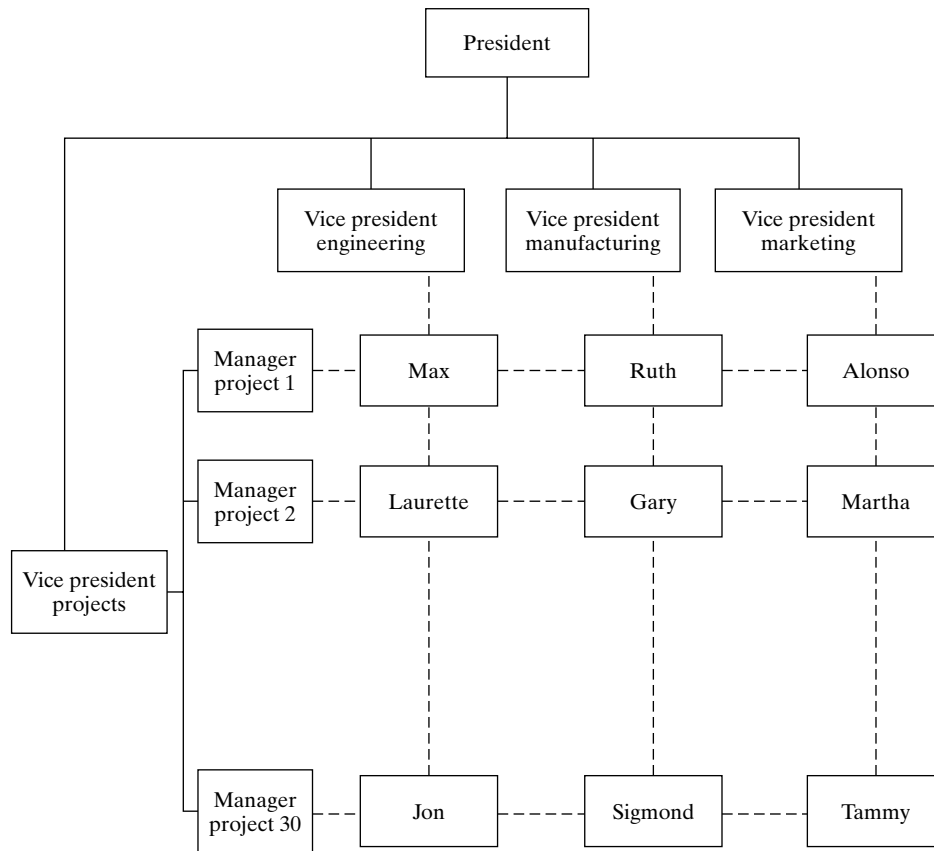 President
Vice president
engineering
Vice president
manufacturing
Vice president
marketing
Manager
project 1
Max
Ruth
Alonso
Manager
project 2
Laurette
Gary
Martha
Vice president
projects
Manager
project 30
Jon
Sigmond
Tammy